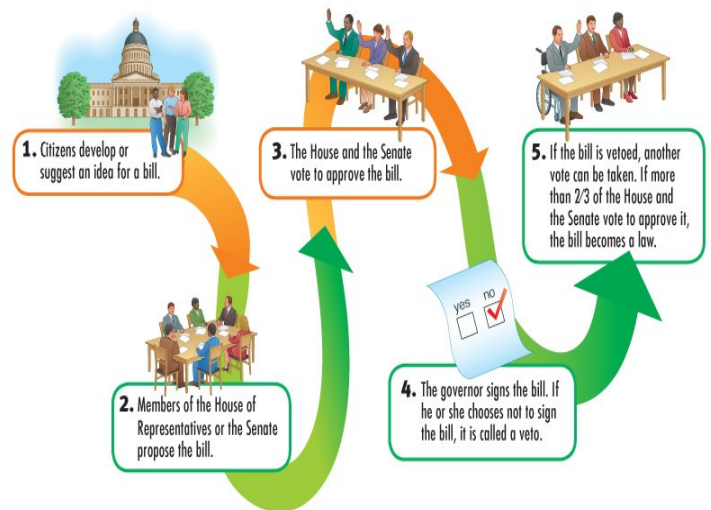 1. Citizens develop or
suggest an idea for a bill.
2. Members of the House of
Representatives or the Senate
propose the bill.
3. The House and the Senate
vote to approve the bill.
yes no
4. The governor signs the bill. If
he or she chooses not to sign
the bill, it is called a veto.
5. If the bill is vetoed, another
vote can be taken. If more
than 2/3 of the House and
the Senate vote to approve it,
the bill becomes a law.